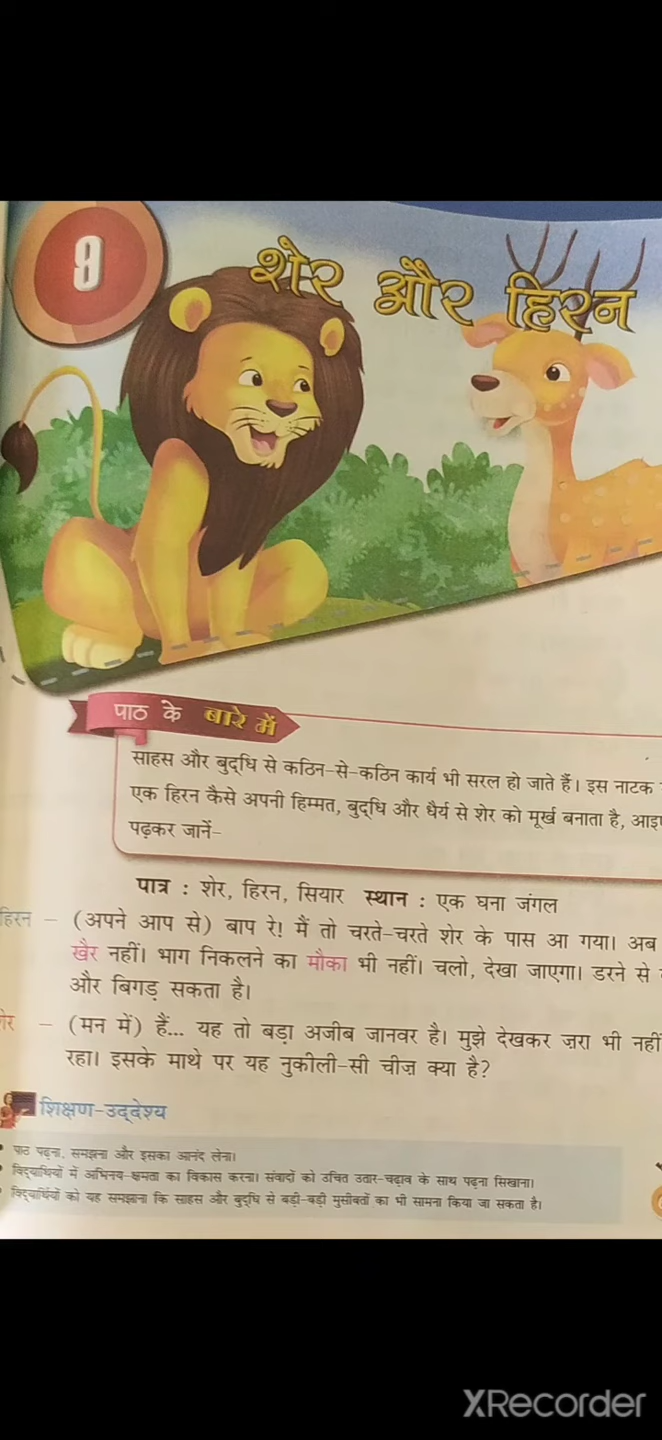 8
शेर और हिरन
पाठ के बारे में
साहस और बुद्धि से कठिन-से-कठिन कार्य भी सरल हो जाते हैं। इस नाटक
एक हिरन कैसे अपनी हिम्मत, बुद्धि और धैर्य से शेर को मूर्ख बनाता है, आइए
पढ़कर जानें–
पात्र : शेर, हिरन, सियार स्थान : एक घना जंगल
हिरन – (अपने आप से) बाप रे! मैं तो चरते-चरते शेर के पास आ गया। अब
खैर नहीं। भाग निकलने का मौका भी नहीं। चलो, देखा जाएगा। डरने से
और बिगड़ सकता है।
शेर – (मन में) हैं... यह तो बड़ा अजीब जानवर है। मुझे देखकर ज़रा भी नहीं
रहा। इसके माथे पर यह नुकीली-सी चीज़ क्या है?
शिक्षण-उद्देश्य
• पाठ पढ़ना, समझना और इसका आनंद लेना।
• विद्यार्थियों में अभिनय-क्षमता का विकास करना। संवादों को उचित उतार-चढ़ाव के साथ पढ़ना सिखाना।
• विद्यार्थियों को यह समझाना कि साहस और बुद्धि से बड़ी-बड़ी मुसीबतों का भी सामना किया जा सकता है।
XRecorder